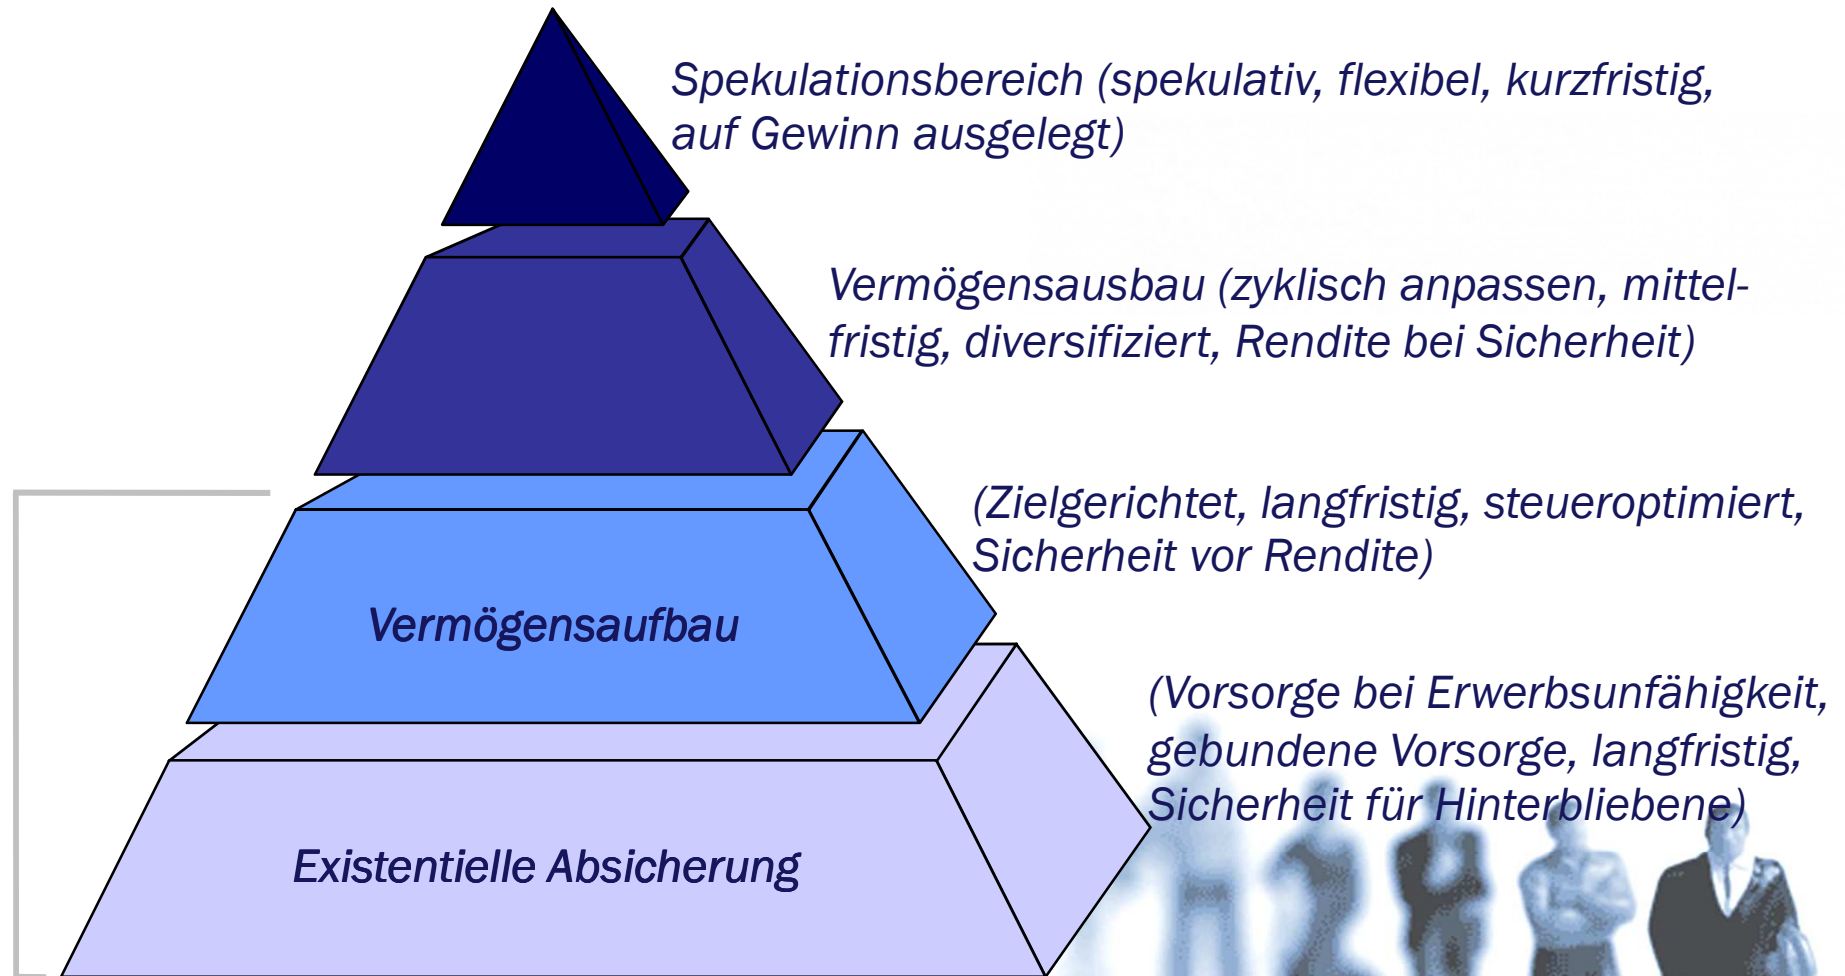 Spekulationsbereich (spekulativ, flexibel, kurzfristig,
auf Gewinn ausgelegt)
Vermögensausbau (zyklisch anpassen, mittel-
fristig, diversifiziert, Rendite bei Sicherheit)
(Zielgerichtet, langfristig, steueroptimiert,
Sicherheit vor Rendite)
Vermögensaufbau
(Vorsorge bei Erwerbsunfähigkeit,
gebundene Vorsorge, langfristig,
Sicherheit für Hinterbliebene)
Existentielle Absicherung